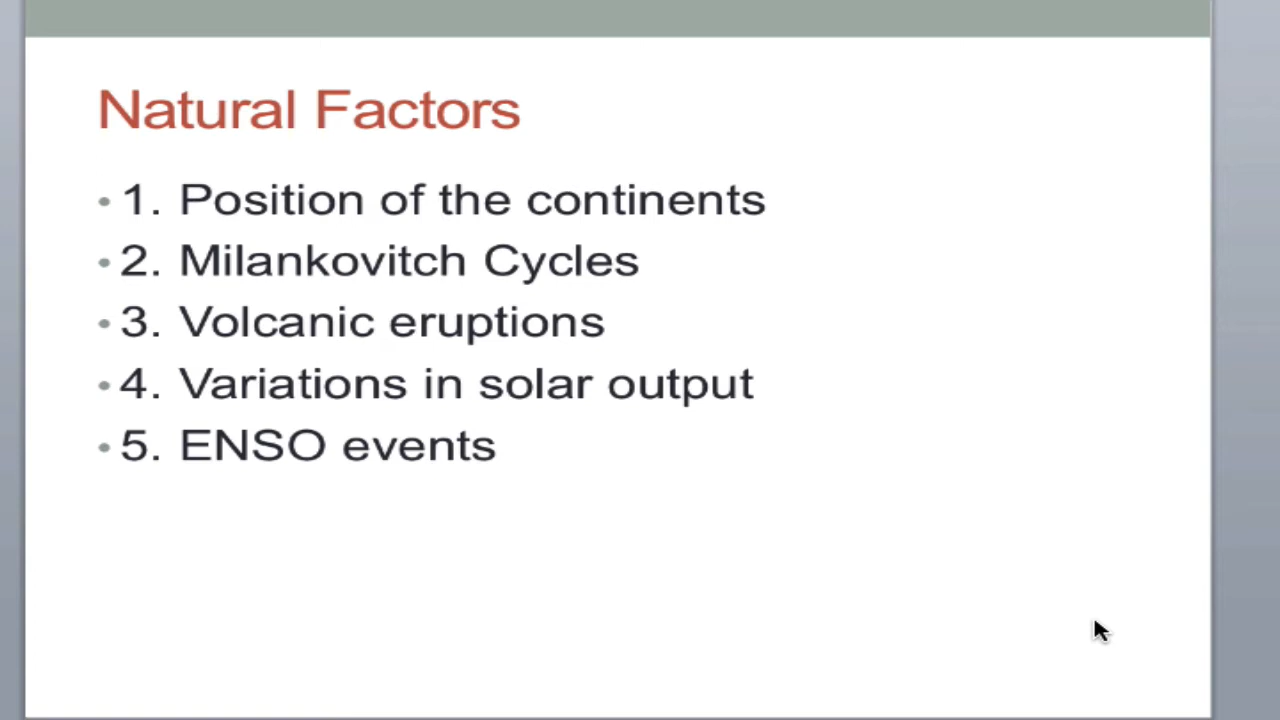 Natural Factors
• 1. Position of the continents
• 2. Milankovitch Cycles
• 3. Volcanic eruptions
• 4. Variations in solar output
• 5. ENSO events